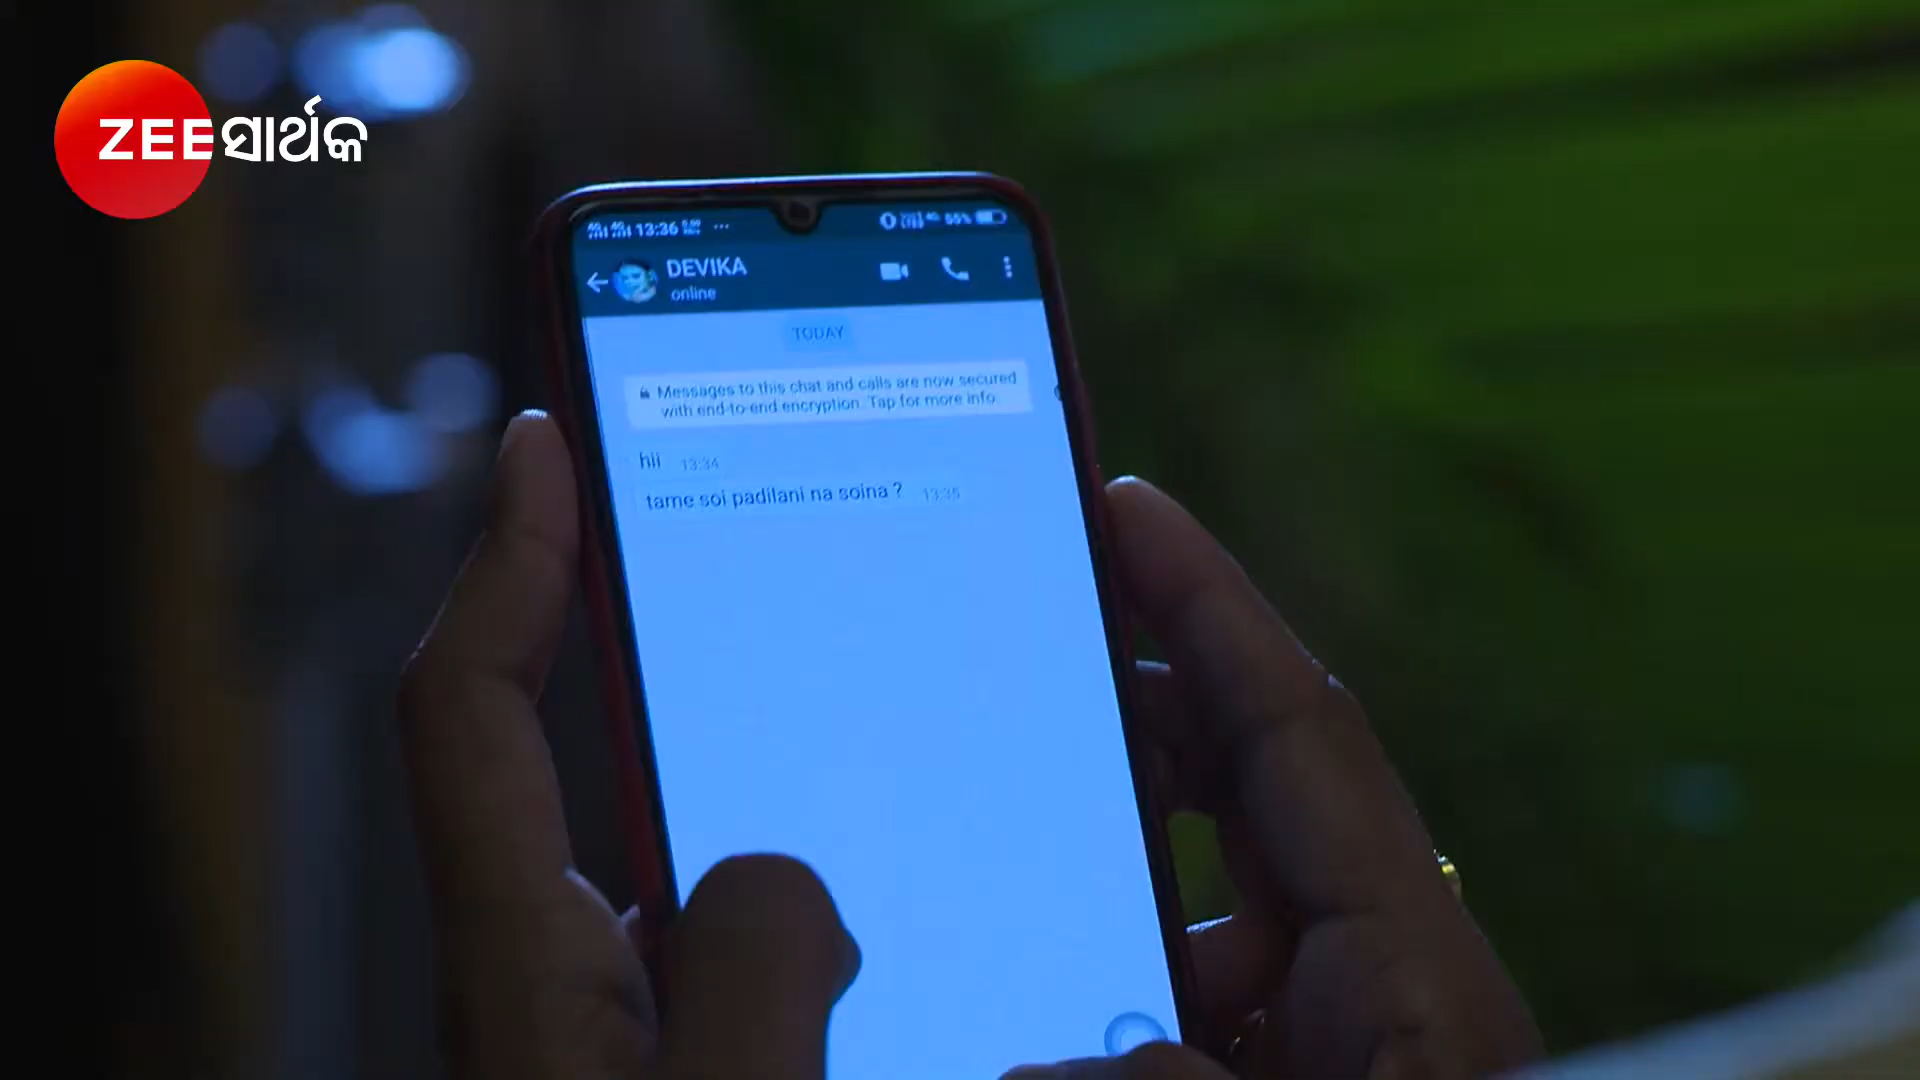 ZEE ସାର୍ଥକ
13:36
55%
DEVIKA
online
TODAY
Messages to this chat and calls are now secured
with end-to-end encryption. Tap for more info.
hii 13:34
tame soi padilani na soina ? 13:35